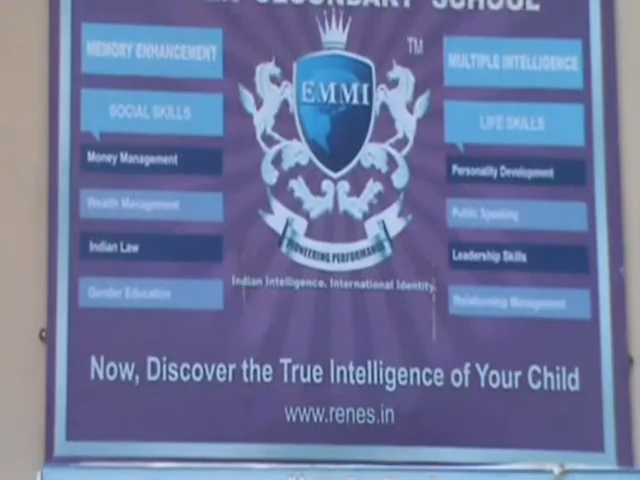 SECONDARY SCHOOL
MEMORY ENHANCEMENT
SOCIAL SKILLS
Money Management
Wealth Management
Indian Law
Gender Education
TM
EMMI
PIONEERING PERFORMANCE
Indian Intelligence. International Identity.
MULTIPLE INTELLIGENCE
LIFE SKILLS
Personality Development
Public Speaking
Leadership Skills
Relationship Management
Now, Discover the True Intelligence of Your Child
www.renes.in